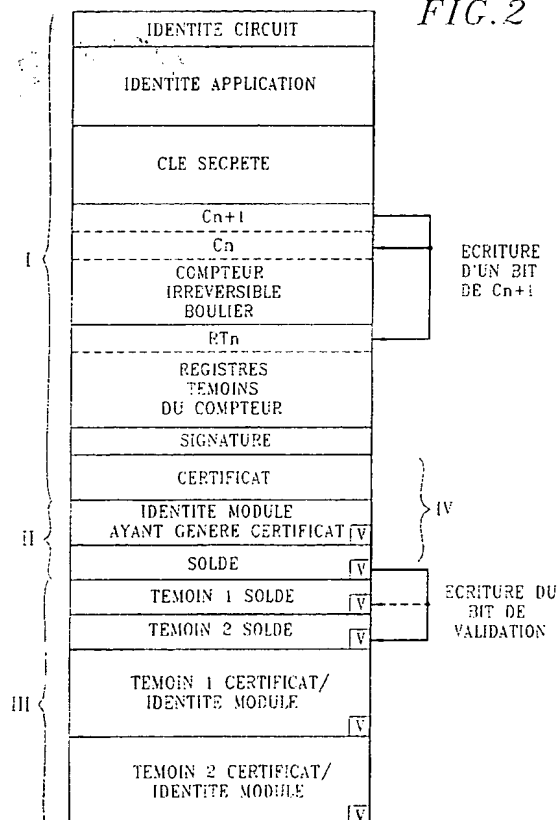 FIG.2
IDENTITE CIRCUIT
IDENTITE APPLICATION
CLE SECRETE
Cn+1
Cn
COMPTEUR
IRREVERSIBLE
BOULIER
ECRITURE
D'UN BIT
DE Cn+1
I
RTn
REGISTRES
TEMOINS
DU COMPTEUR
SIGNATURE
CERTIFICAT
IDENTITE MODULE
AYANT GENERE CERTIFICAT V
IV
II
SOLDE V
TEMOIN 1 SOLDE V
TEMOIN 2 SOLDE V
ECRITURE DU
BIT DE
VALIDATION
TEMOIN 1 CERTIFICAT/
IDENTITE MODULE
V
III
TEMOIN 2 CERTIFICAT/
IDENTITE MODULE
V